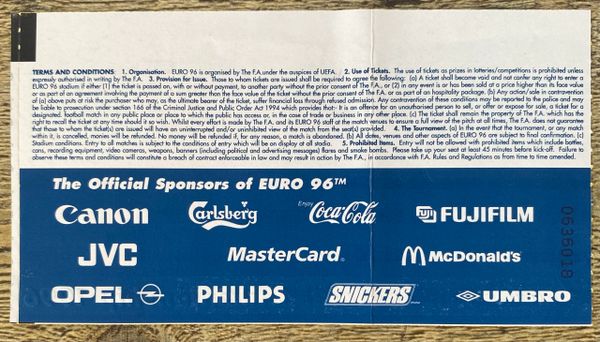 TERMS AND CONDITIONS 1. Organisation. EURO 96 is organised by The F.A. under the auspices of UEFA. 2. Use of Tickets. The use of tickets as prizes in lotteries/competitions is prohibited unless
expressly authorised in writing by The F.A. 3. Provision for Issue. Those to whom tickets are issued shall be required to agree the following: (a) A ticket shall become void and not confer any right to enter a
EURO 96 stadium if either (1) the ticket is passed on, with or without payment, to another party without the prior consent of The F.A., or (2) in any event is or has been sold at a price higher than its face value
or as part of an agreement involving the payment of a sum greater than the face value of the ticket without the prior consent of The F.A. or as part of an hospitality package. (b) Any action/sale in contravention
of (a) above puts at risk the purchaser who may, as the ultimate bearer of the ticket, suffer financial loss through refused admission. Any contravention of these conditions may be reported to the police and may
be liable to prosecution under section 166 of the Criminal Justice and Public Order Act 1994 which provides that:- It is an offence for an unauthorised person to sell, or offer or expose for sale, a ticket for a
designated football match in any public place or place to which the public has access or, in the case of trade or business in any other place. (c) The ticket shall remain the property of The F.A. which has the
right to recall the ticket at any time should it so wish. Whilst every effort is made by The F.A. and its EURO 96 staff at the match venues to ensure a full view of the pitch at all times, The F.A. does not guarantee
that those to whom the ticket(s) are issued will have an uninterrupted and/or uninhibited view of the match from the seat(s) provided. 4. The Tournament. (a) In the event that the tournament, or any match
within it is cancelled, monies will be refunded. No money will be refunded if, for any reason, a match is abandoned. (b) All dates, venues and other aspects of EURO 96 are subject to final confirmation. (c)
Stadium conditions. Entry to all matches is subject to the conditions of entry which will be on display at all stadia. 5. Prohibited Items. Entry will not be allowed with prohibited items which include bottles,
cans, recording equipment, video cameras, weapons, banners (including political and advertising messages) flares and smoke bombs. Please take up your seat at least 45 minutes before kick-off. Failure to
observe these terms and conditions will constitute a breach of contract enforceable in law and may result in action by The F.A., in accordance with F.A. Rules and Regulations as from time to time amended.
The Official Sponsors of EURO 96™
Canon Carlsberg Enjoy Coca-Cola FUJI FUJIFILM
JVC MasterCard McDonald's
OPEL PHILIPS SNICKERS UMBRO
0636018